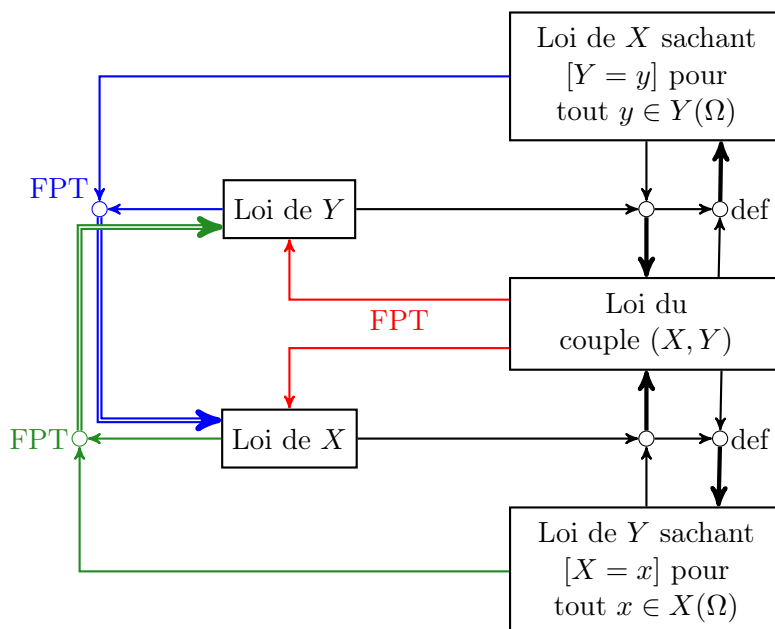 Loi de X sachant
[Y = y] pour
tout y ∈ Y(Ω)
FPT
Loi de Y
def
Loi du
couple (X, Y)
FPT
FPT
Loi de X
def
Loi de Y sachant
[X = x] pour
tout x ∈ X(Ω)